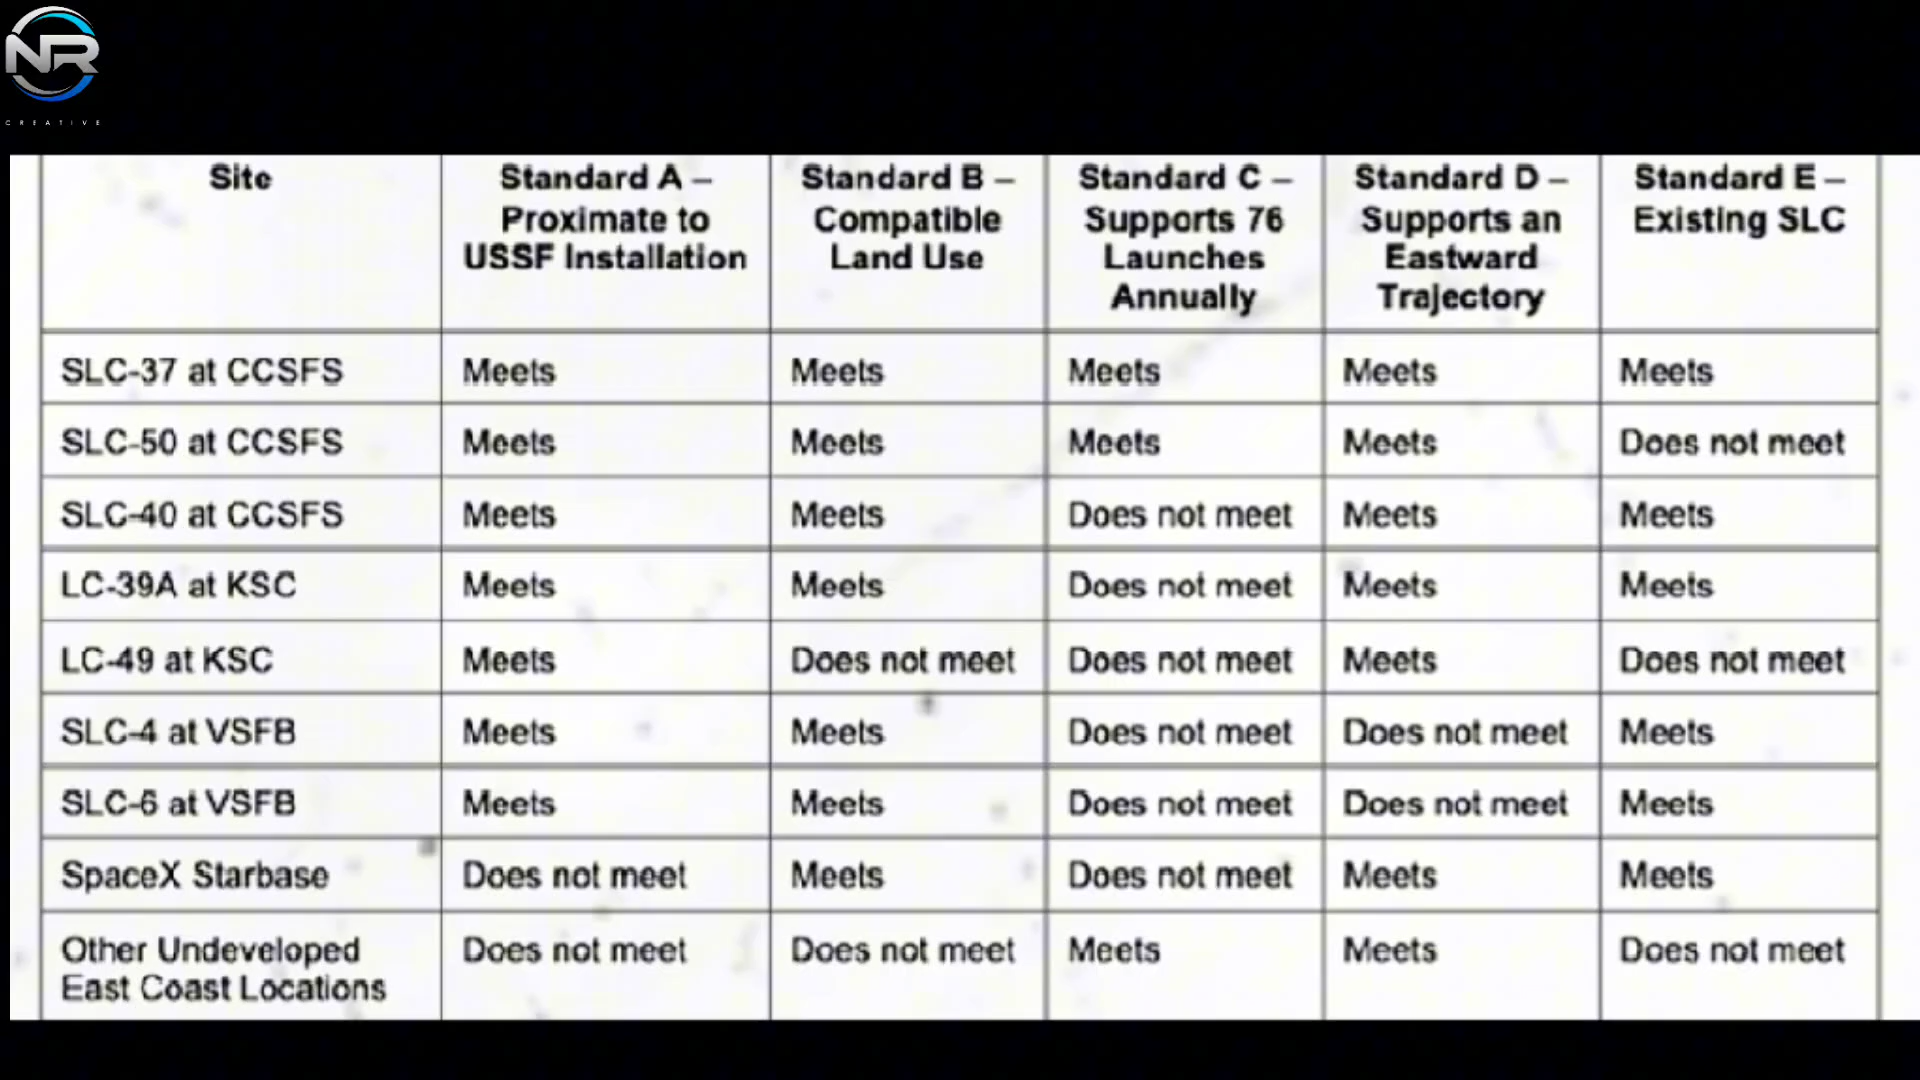 NR
CREATIVE
Site
Standard A –
Proximate to
USSF Installation
Standard B –
Compatible
Land Use
Standard C –
Supports 76
Launches
Annually
Standard D –
Supports an
Eastward
Trajectory
Standard E –
Existing SLC
SLC-37 at CCSFS Meets Meets Meets Meets Meets
SLC-50 at CCSFS Meets Meets Meets Meets Does not meet
SLC-40 at CCSFS Meets Meets Does not meet Meets Meets
LC-39A at KSC Meets Meets Does not meet Meets Meets
LC-49 at KSC Meets Does not meet Does not meet Meets Does not meet
SLC-4 at VSFB Meets Meets Does not meet Does not meet Meets
SLC-6 at VSFB Meets Meets Does not meet Does not meet Meets
SpaceX Starbase Does not meet Meets Does not meet Meets Meets
Other Undeveloped Does not meet Does not meet Meets Meets Does not meet
East Coast Locations